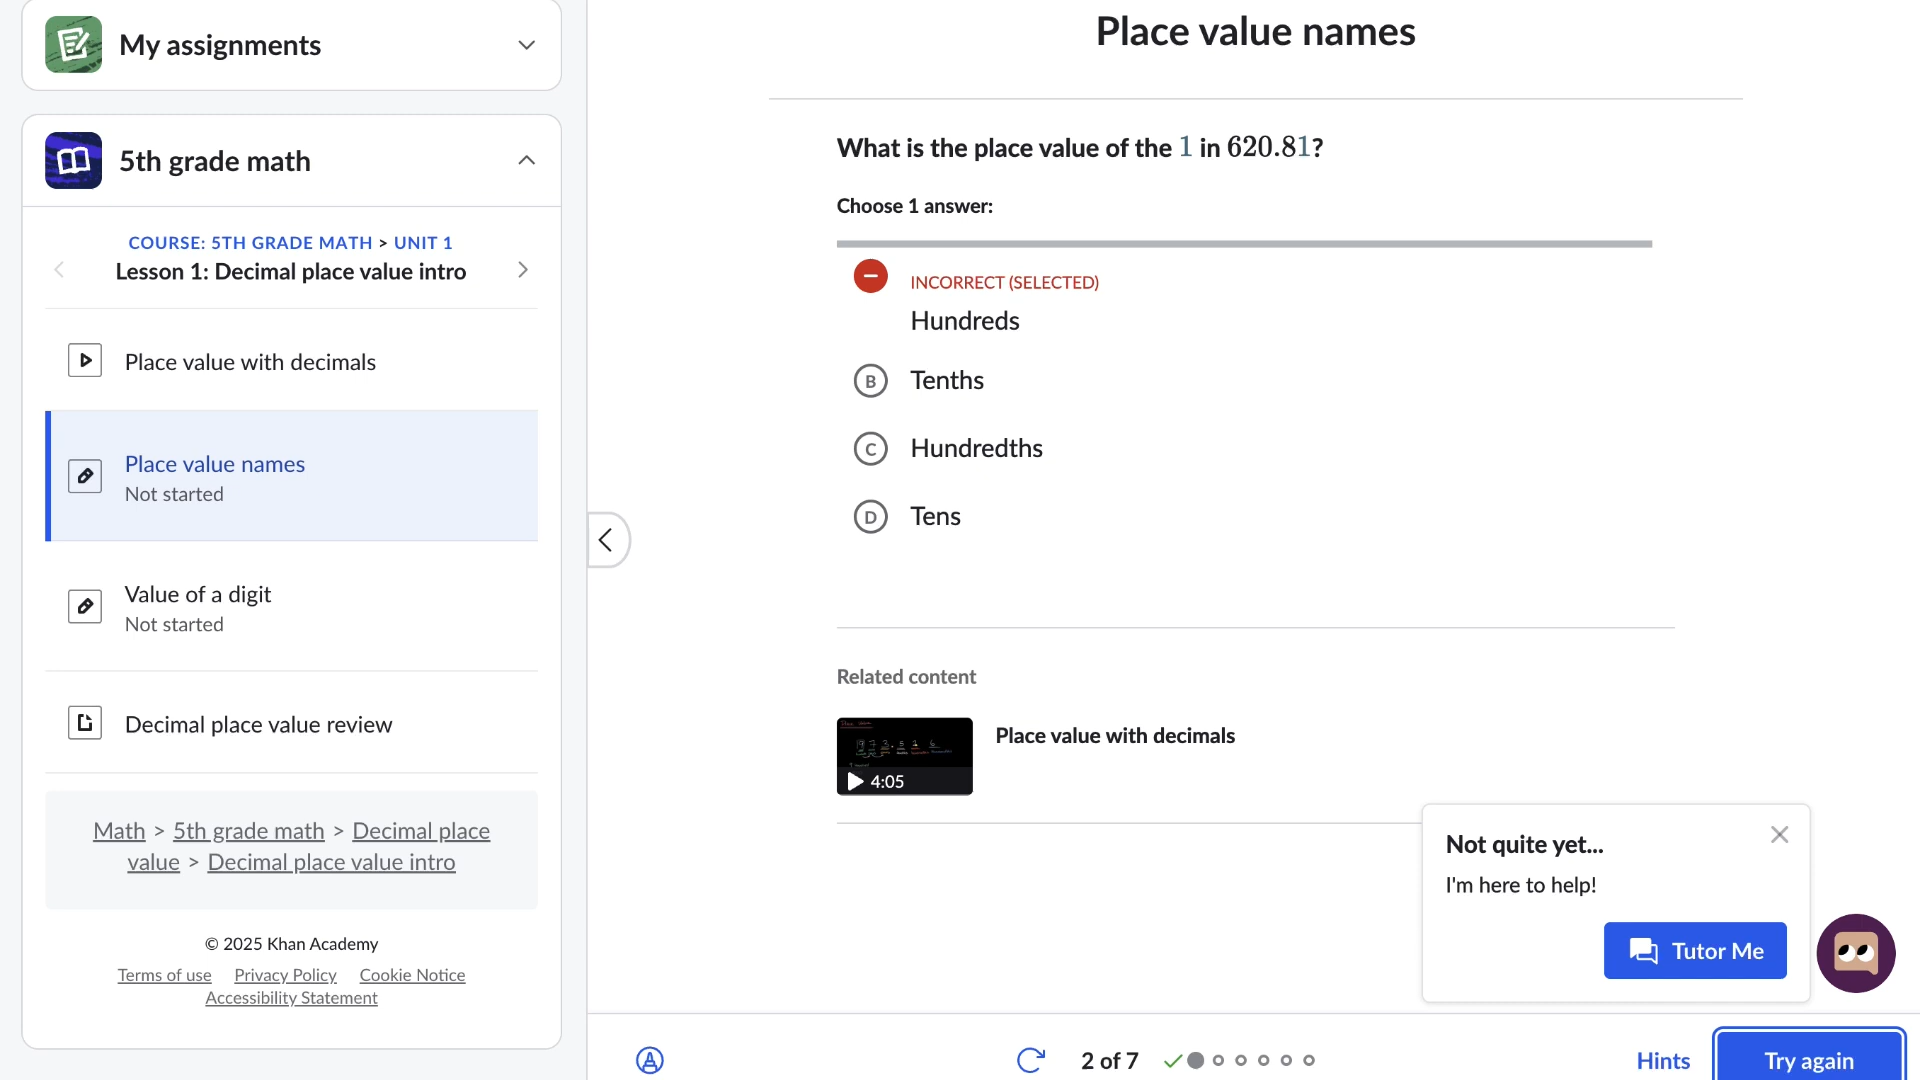 My assignments
5th grade math
COURSE: 5TH GRADE MATH > UNIT 1
Lesson 1: Decimal place value intro
Place value with decimals
Place value names
Not started
Value of a digit
Not started
Decimal place value review
Math > 5th grade math > Decimal place
value > Decimal place value intro
© 2025 Khan Academy
Terms of use Privacy Policy Cookie Notice
Accessibility Statement
Place value names
What is the place value of the 1 in 620.81?
Choose 1 answer:
INCORRECT (SELECTED)
Hundreds
B Tenths
C Hundredths
D Tens
Related content
4:05
Place value with decimals
Not quite yet...
I'm here to help!
Tutor Me
2 of 7
Hints
Try again